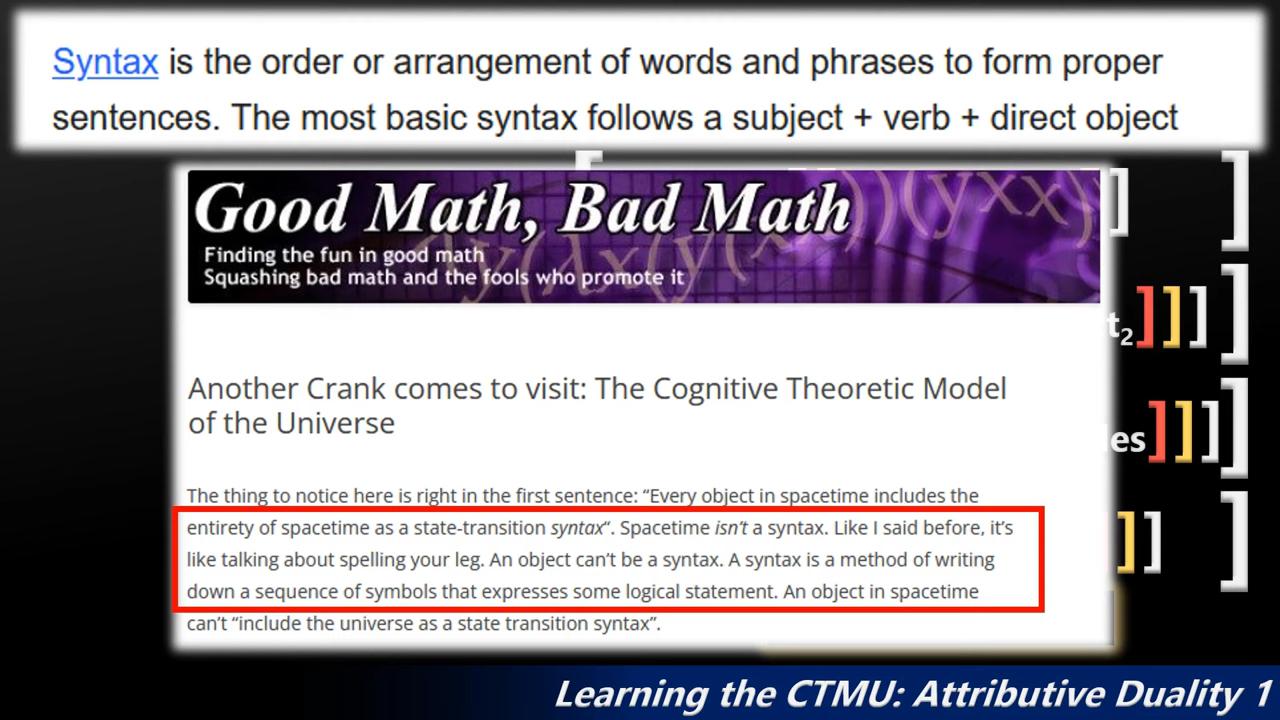 Syntax is the order or arrangement of words and phrases to form proper
sentences. The most basic syntax follows a subject + verb + direct object
Good Math, Bad Math
Finding the fun in good math
Squashing bad math and the fools who promote it
Another Crank comes to visit: The Cognitive Theoretic Model
of the Universe
The thing to notice here is right in the first sentence: “Every object in spacetime includes the
entirety of spacetime as a state-transition syntax“. Spacetime isn’t a syntax. Like I said before, it’s
like talking about spelling your leg. An object can’t be a syntax. A syntax is a method of writing
down a sequence of symbols that expresses some logical statement. An object in spacetime
can’t “include the universe as a state transition syntax”.
Learning the CTMU: Attributive Duality 1